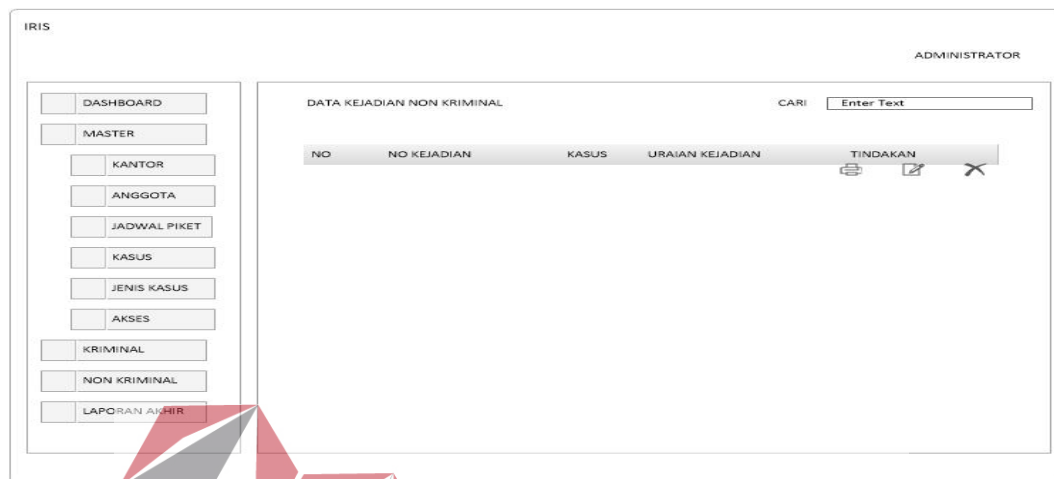 IRIS
ADMINISTRATOR
DASHBOARD
MASTER
KANTOR
ANGGOTA
JADWAL PIKET
KASUS
JENIS KASUS
AKSES
KRIMINAL
NON KRIMINAL
LAPORAN AKHIR
DATA KEJADIAN NON KRIMINAL
CARI Enter Text
NO NO KEJADIAN KASUS URAIAN KEJADIAN TINDAKAN